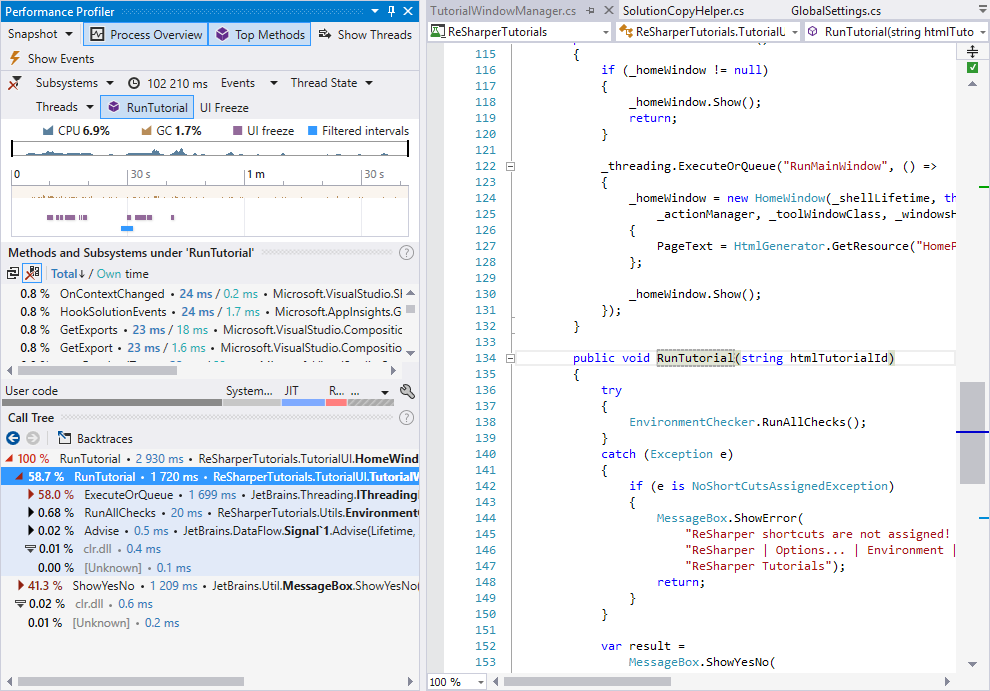 Performance Profiler
Snapshot Process Overview Top Methods Show Threads
Show Events
Subsystems 102 210 ms Events Thread State
Threads RunTutorial UI Freeze
CPU 6.9% GC 1.7% UI freeze Filtered intervals
0 30 s 1 m 30 s
Methods and Subsystems under 'RunTutorial'
Total↓ / Own time
0.8 % OnContextChanged • 24 ms / 0.2 ms • Microsoft.VisualStudio.Sh
0.8 % HookSolutionEvents • 24 ms / 1.7 ms • Microsoft.AppInsights.G
0.8 % GetExports • 23 ms / 18 ms • Microsoft.VisualStudio.Compositic
0.8 % GetExport • 23 ms / 1.6 ms • Microsoft.VisualStudio.Compositio
User code System... JIT R... ...
Call Tree
Backtraces
100 % RunTutorial • 2 930 ms • ReSharperTutorials.TutorialUI.HomeWind
58.7 % RunTutorial • 1 720 ms • ReSharperTutorials.TutorialUI.TutorialM
58.0 % ExecuteOrQueue • 1 699 ms • JetBrains.Threading.IThreading
0.68 % RunAllChecks • 20 ms • ReSharperTutorials.Utils.Environment
0.02 % Advise • 0.5 ms • JetBrains.DataFlow.Signal`1.Advise(Lifetime,
0.01 % clr.dll • 0.4 ms
0.00 % [Unknown] • 0.1 ms
41.3 % ShowYesNo • 1 209 ms • JetBrains.Util.MessageBox.ShowYesNo(
0.02 % clr.dll • 0.6 ms
0.01 % [Unknown] • 0.2 ms
TutorialWindowManager.cs SolutionCopyHelper.cs GlobalSettings.cs
ReSharperTutorials ReSharperTutorials.TutorialU RunTutorial(string htmlTuto
115 {
116 if (_homeWindow != null)
117 {
118 _homeWindow.Show();
119 return;
120 }
121
122 _threading.ExecuteOrQueue("RunMainWindow", () =>
123 {
124 _homeWindow = new HomeWindow(_shellLifetime, th
125 _actionManager, _toolWindowClass, _windowsH
126 {
127 PageText = HtmlGenerator.GetResource("HomeP
128 };
129
130 _homeWindow.Show();
131 });
132 }
133
134 public void RunTutorial(string htmlTutorialId)
135 {
136 try
137 {
138 EnvironmentChecker.RunAllChecks();
139 }
140 catch (Exception e)
141 {
142 if (e is NoShortCutsAssignedException)
143 {
144 MessageBox.ShowError(
145 "ReSharper shortcuts are not assigned!
146 "ReSharper | Options... | Environment |
147 "ReSharper Tutorials");
148 return;
149 }
150 }
151
152 var result =
153 MessageBox.ShowYesNo(
100 %